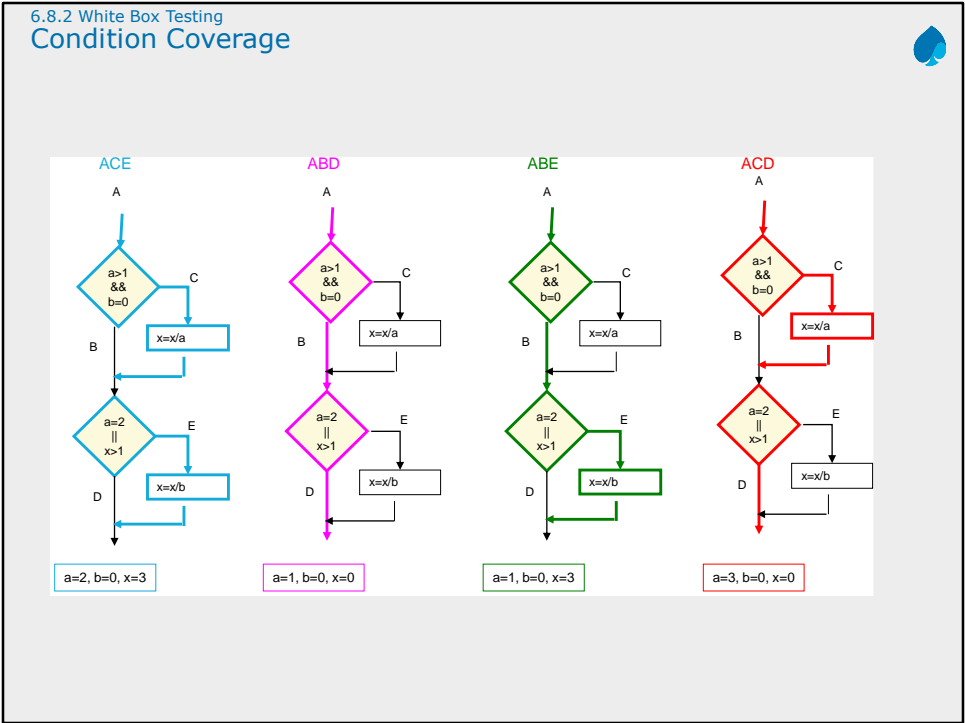 6.8.2 White Box Testing
Condition Coverage
ACE
A
a>1
&&
b=0
C
x=x/a
B
a=2
||
x>1
E
x=x/b
D
a=2, b=0, x=3
ABD
A
a>1
&&
b=0
C
x=x/a
B
a=2
||
x>1
E
x=x/b
D
a=1, b=0, x=0
ABE
A
a>1
&&
b=0
C
x=x/a
B
a=2
||
x>1
E
x=x/b
D
a=1, b=0, x=3
ACD
A
a>1
&&
b=0
C
x=x/a
B
a=2
||
x>1
E
x=x/b
D
a=3, b=0, x=0